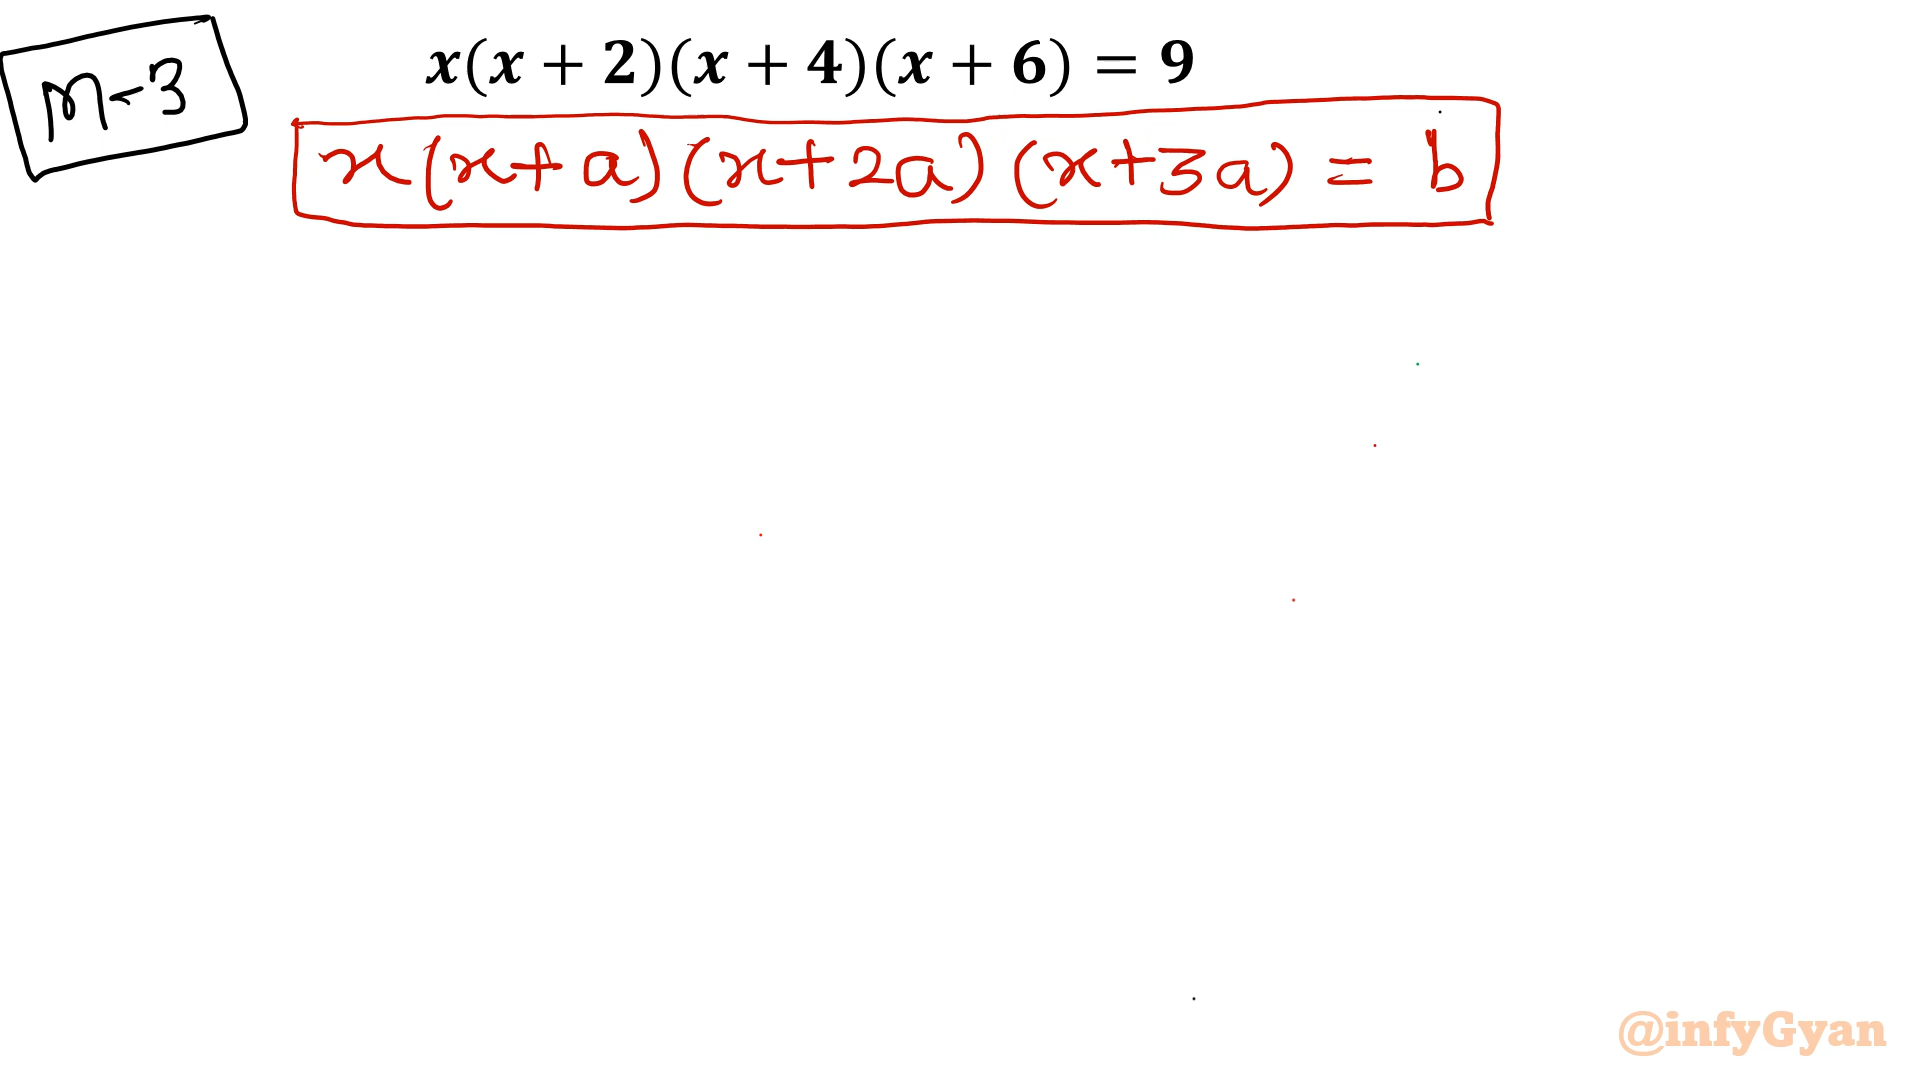 M-3
x(x + 2)(x + 4)(x + 6) = 9
x(x+a)(x+2a)(x+3a) = b
@infyGyan